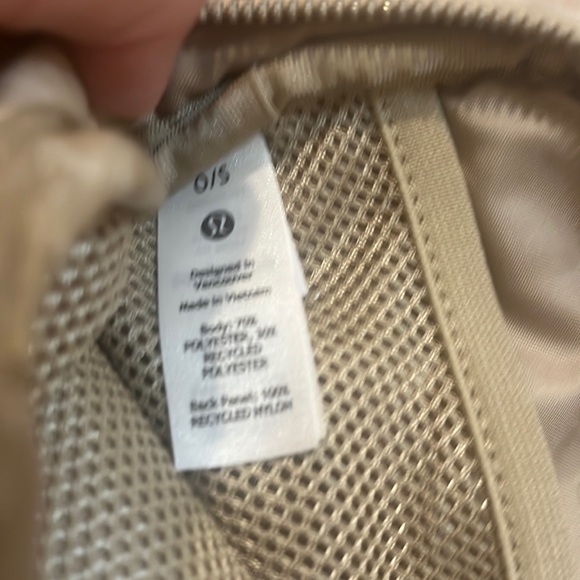 O/S
Designed in
Vancouver
Made in Vietnam
Body: 70%
POLYESTER, 30%
RECYCLED
POLYESTER
Back Panel: 100%
RECYCLED NYLON